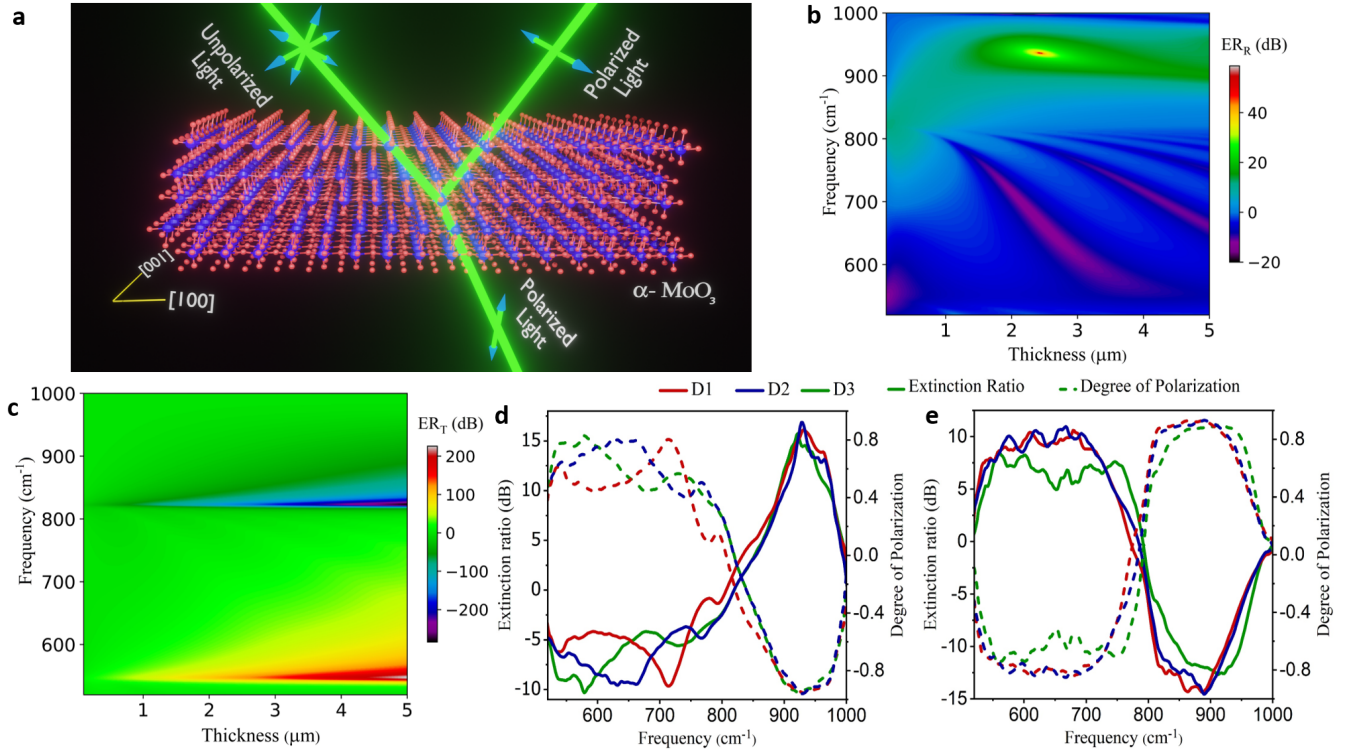 a
Unpolarized
Light
Polarized
Light
[001]
[100]
α- MoO₃
Polarized
Light
b
ER_R (dB)
1000
900
800
700
600
Frequency (cm⁻¹)
1 2 3 4 5
Thickness (μm)
40
20
0
−20
c
ER_T (dB)
1000
900
800
700
600
Frequency (cm⁻¹)
1 2 3 4 5
Thickness (μm)
200
100
0
−100
−200
D1 D2 D3 Extinction Ratio Degree of Polarization
d
15
10
5
0
-5
-10
Extinction ratio (dB)
0.8
0.4
0.0
-0.4
-0.8
Degree of Polarization
600 700 800 900 1000
Frequency (cm⁻¹)
e
10
5
0
-5
-10
-15
Extinction ratio (dB)
0.8
0.4
0.0
-0.4
-0.8
Degree of Polarization
600 700 800 900 1000
Frequency (cm⁻¹)